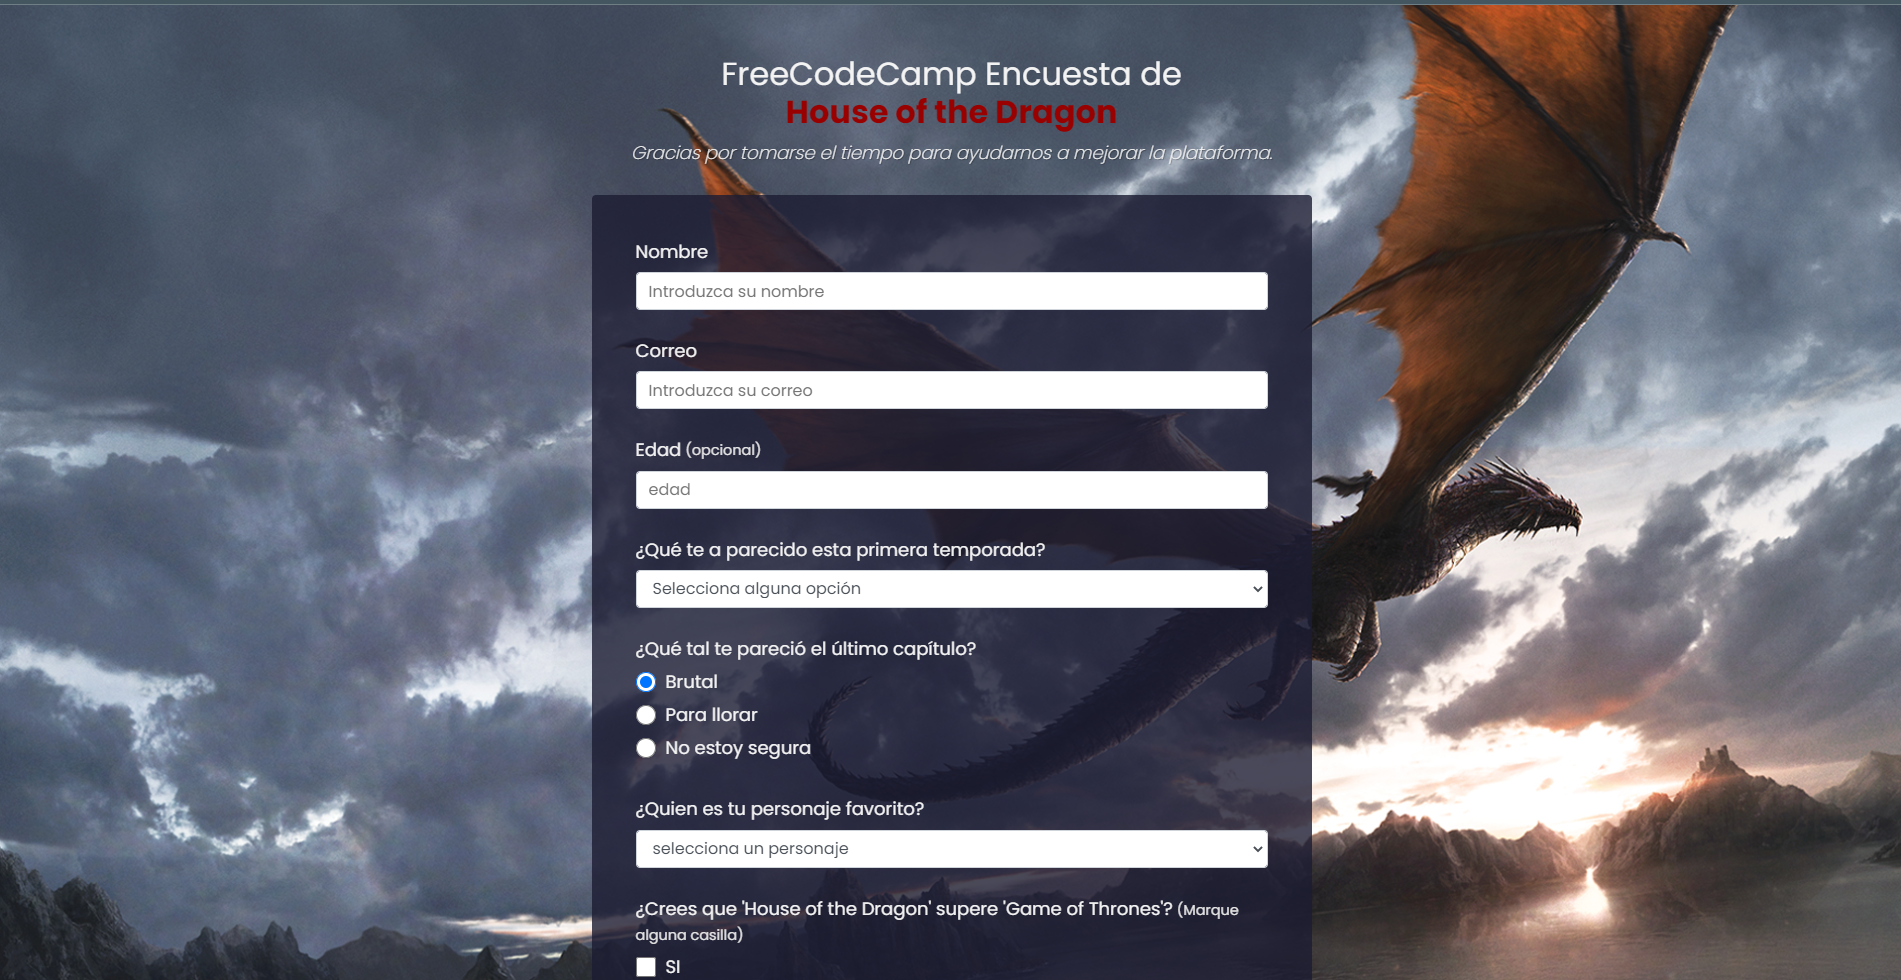 FreeCodeCamp Encuesta de
House of the Dragon
Gracias por tomarse el tiempo para ayudarnos a mejorar la plataforma.
Nombre
Introduzca su nombre
Correo
Introduzca su correo
Edad (opcional)
edad
¿Qué te a parecido esta primera temporada?
Selecciona alguna opción
¿Qué tal te pareció el último capítulo?
Brutal
Para llorar
No estoy segura
¿Quien es tu personaje favorito?
selecciona un personaje
¿Crees que 'House of the Dragon' supere 'Game of Thrones'? (Marque
alguna casilla)
SI